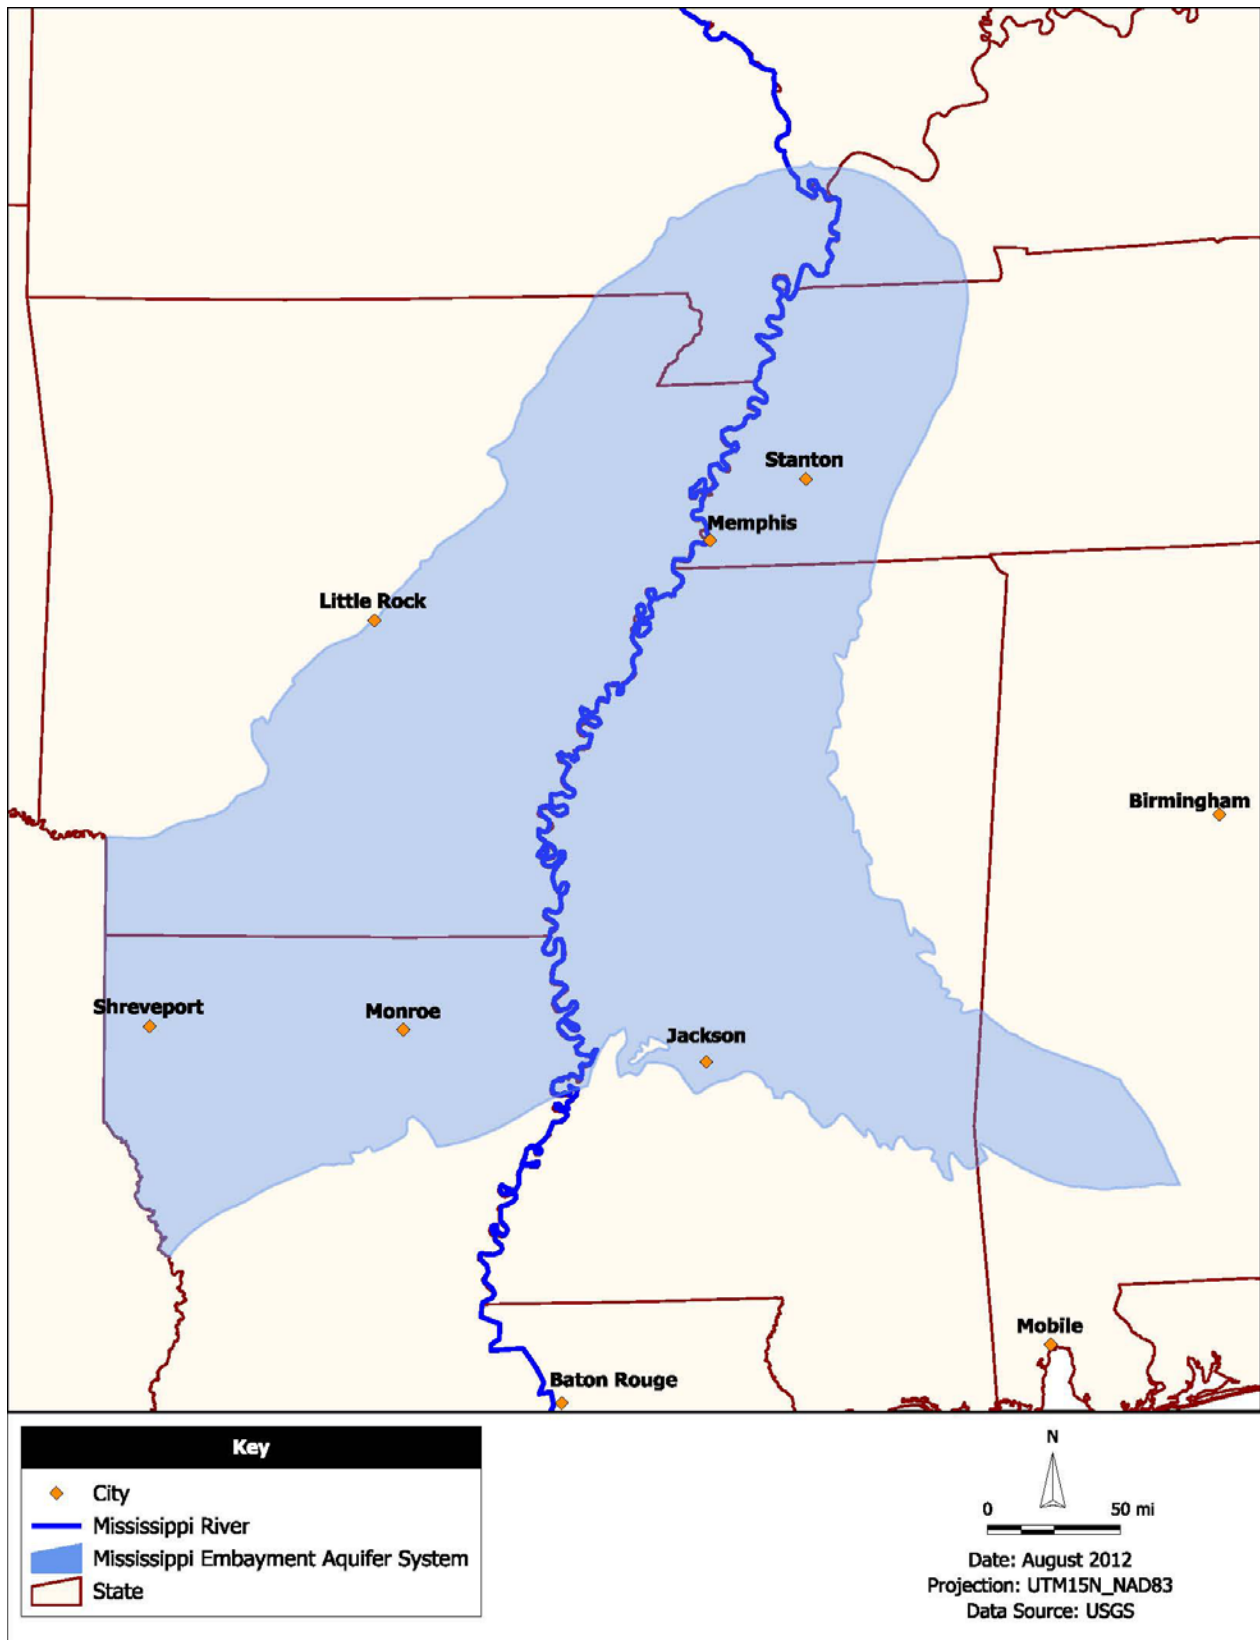 Stanton
Memphis
Little Rock
Birmingham
Shreveport
Monroe
Jackson
Mobile
Baton Rouge
Key
City
Mississippi River
Mississippi Embayment Aquifer System
State
N
0 50 mi
Date: August 2012
Projection: UTM15N_NAD83
Data Source: USGS